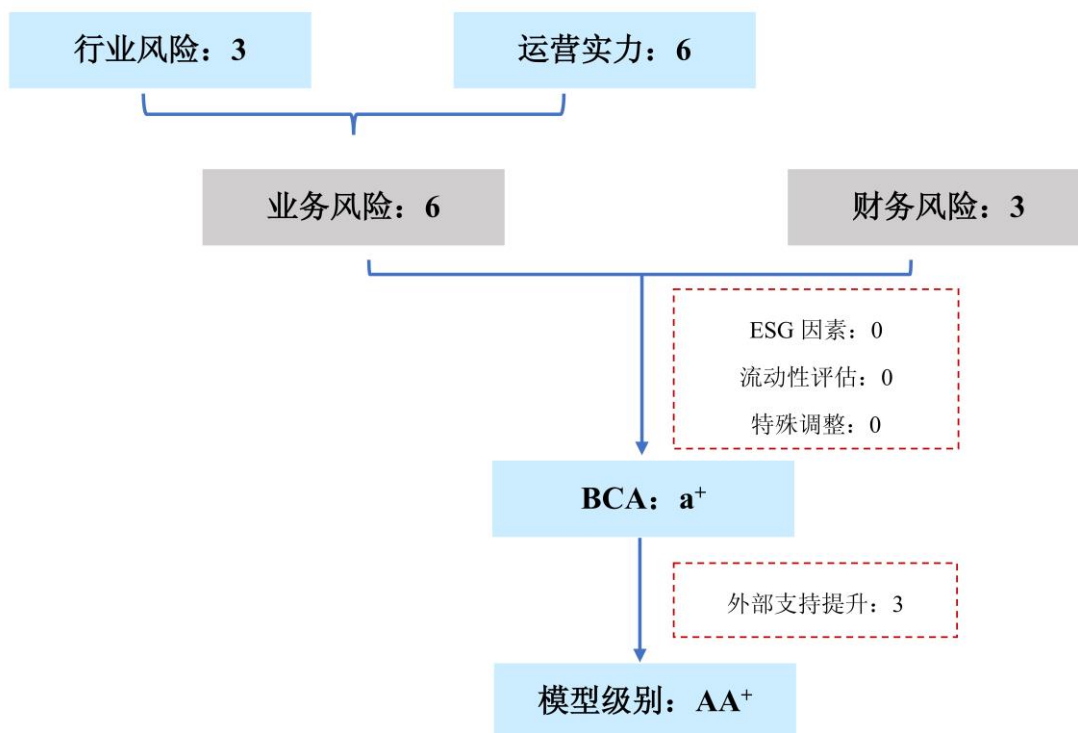 行业风险：3
运营实力：6
业务风险：6
财务风险：3
ESG 因素：0
流动性评估：0
特殊调整：0
BCA：a⁺
外部支持提升：3
模型级别：AA⁺